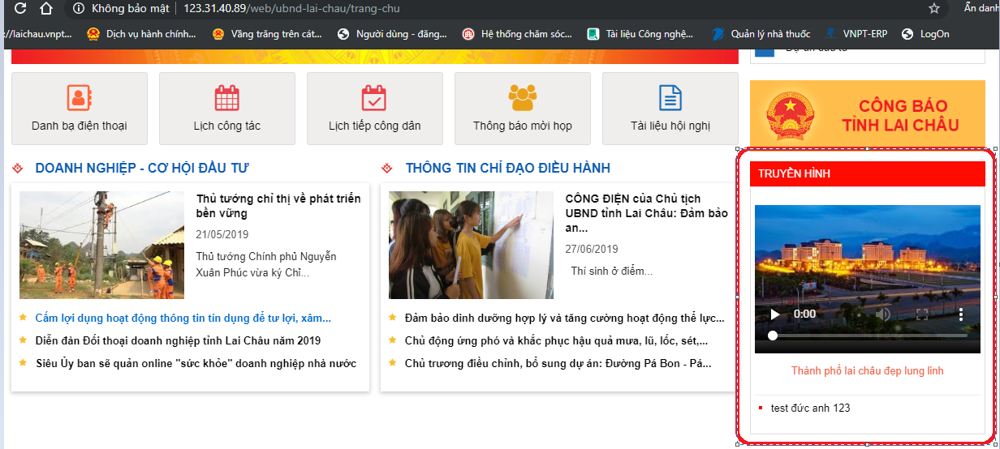 Không bảo mật | 123.31.40.89/web/ubnd-lai-chau/trang-chu
Ẩn danh
://laichau.vnpt...
Dịch vụ hành chính...
Vầng trăng trên cát...
Người dùng - đăng...
Hệ thống chăm sóc...
Tài liệu Công nghệ...
Quản lý nhà thuốc
VNPT-ERP
LogOn
Dự án đầu tư
Danh bạ điện thoại
Lịch công tác
Lịch tiếp công dân
Thông báo mời họp
Tài liệu hội nghị
CÔNG BÁO
TỈNH LAI CHÂU
DOANH NGHIỆP - CƠ HỘI ĐẦU TƯ
Thủ tướng chỉ thị về phát triển
bền vững
21/05/2019
Thủ tướng Chính phủ Nguyễn
Xuân Phúc vừa ký Chỉ...
Cấm lợi dụng hoạt động thông tin tín dụng để tư lợi, xâm...
Diễn đàn Đối thoại doanh nghiệp tỉnh Lai Châu năm 2019
Siêu Ủy ban sẽ quản online "sức khỏe" doanh nghiệp nhà nước
THÔNG TIN CHỈ ĐẠO ĐIỀU HÀNH
CÔNG ĐIỆN của Chủ tịch
UBND tỉnh Lai Châu: Đảm bảo
an...
27/06/2019
Thí sinh ở điểm...
Đảm bảo dinh dưỡng hợp lý và tăng cường hoạt động thể lực...
Chủ động ứng phó và khắc phục hậu quả mưa, lũ, lốc, sét,...
Chủ trương điều chỉnh, bổ sung dự án: Đường Pá Bon - Pá...
TRUYỀN HÌNH
0:00
Thành phố lai châu đẹp lung linh
test đức anh 123